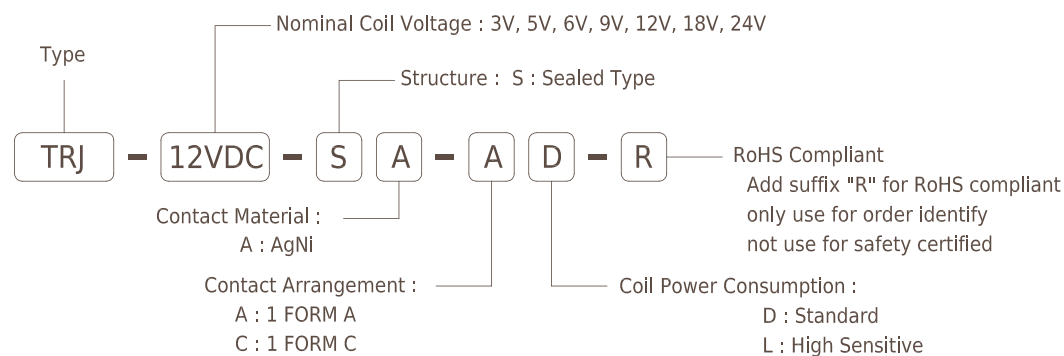 Nominal Coil Voltage : 3V, 5V, 6V, 9V, 12V, 18V, 24V
Type
Structure : S : Sealed Type
TRJ - 12VDC - S A - A D - R
RoHS Compliant
Add suffix "R" for RoHS compliant
only use for order identify
not use for safety certified
Contact Material :
A : AgNi
Contact Arrangement :
A : 1 FORM A
C : 1 FORM C
Coil Power Consumption :
D : Standard
L : High Sensitive